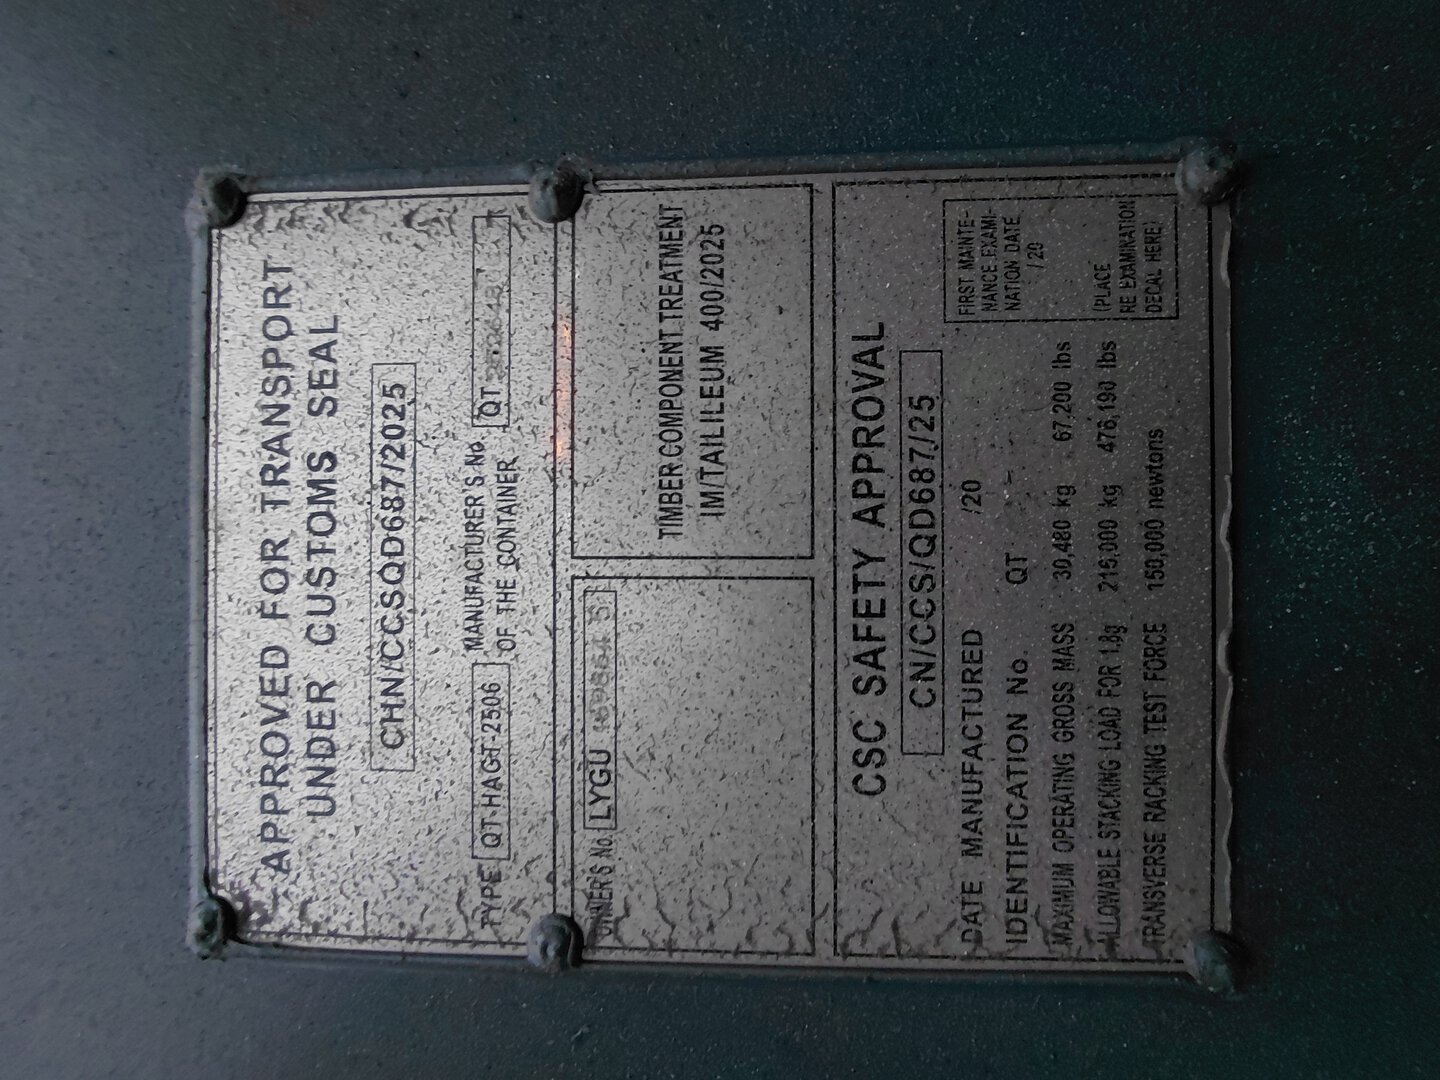 APPROVED FOR TRANSPORT
UNDER CUSTOMS SEAL
CHN/CCSQD687/2025
TYPE QT-HAGT-2506 MANUFACTURER'S No. OF THE CONTAINER QT
OWNER'S No. LYGU
TIMBER COMPONENT TREATMENT
IM/TAILILEUM 400/2025
CSC SAFETY APPROVAL
CN/CCS/QD687/25
DATE MANUFACTURED /20
IDENTIFICATION No. QT
MAXIMUM OPERATING GROSS MASS 30,480 kg 67,200 lbs
ALLOWABLE STACKING LOAD FOR 1.8g 215,000 kg 476,190 lbs
TRANSVERSE RACKING TEST FORCE 150,000 newtons
FIRST MAINTE-
NANCE EXAMI-
NATION DATE
/20
(PLACE
RE EXAMINATION
DECAL HERE)